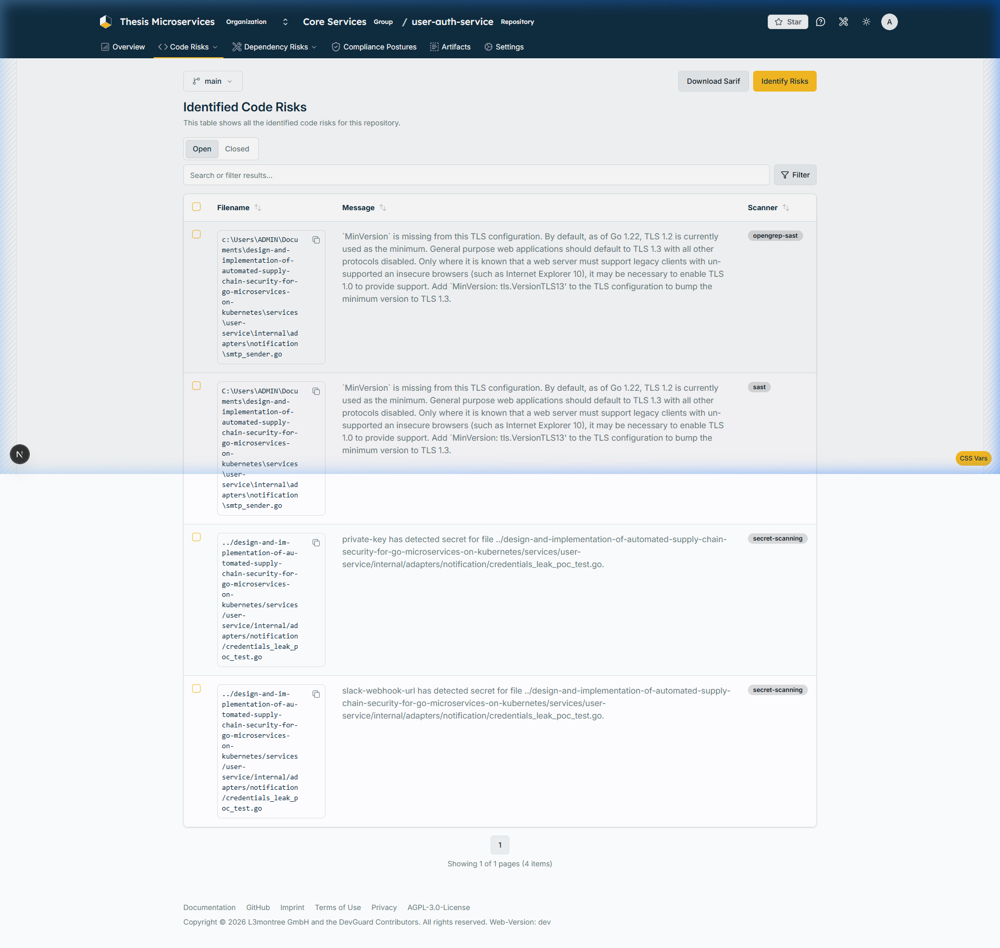 Thesis Microservices Organization Core Services Group / user-auth-service Repository Star A
Overview Code Risks Dependency Risks Compliance Postures Artifacts Settings
main Download Sarif Identify Risks
Identified Code Risks
This table shows all the identified code risks for this repository.
Open Closed
Search or filter results... Filter
Filename Message Scanner
c:\Users\ADMIN\Docu
ments\design-and-
implementation-of-
automated-supply-
chain-security-for-
go-microservices-
on-
kubernetes\services
\user-
service\internal\ad
apters\notification
\smtp_sender.go
`MinVersion` is missing from this TLS configuration. By default, as of Go 1.22, TLS 1.2 is currently
used as the minimum. General purpose web applications should default to TLS 1.3 with all other
protocols disabled. Only where it is known that a web server must support legacy clients with un-
supported an insecure browsers (such as Internet Explorer 10), it may be necessary to enable TLS
1.0 to provide support. Add `MinVersion: tls.VersionTLS13' to the TLS configuration to bump the
minimum version to TLS 1.3.
opengrep-sast
C:\Users\ADMIN\Docu
ments\design-and-
implementation-of-
automated-supply-
chain-security-for-
go-microservices-
on-
kubernetes\services
\user-
service\internal\ad
apters\notification
\smtp_sender.go
`MinVersion` is missing from this TLS configuration. By default, as of Go 1.22, TLS 1.2 is currently
used as the minimum. General purpose web applications should default to TLS 1.3 with all other
protocols disabled. Only where it is known that a web server must support legacy clients with un-
supported an insecure browsers (such as Internet Explorer 10), it may be necessary to enable TLS
1.0 to provide support. Add `MinVersion: tls.VersionTLS13' to the TLS configuration to bump the
minimum version to TLS 1.3.
sast
N
CSS Vars
../design-and-im-
plementation-of-au-
tomated-supply-
chain-security-for-
go-microservices-
on-
kubernetes/services
/user-
service/internal/ad
apters/notification
/credentials_leak_p
oc_test.go
private-key has detected secret for file ../design-and-implementation-of-automated-supply-chain-
security-for-go-microservices-on-kubernetes/services/user-
service/internal/adapters/notification/credentials_leak_poc_test.go.
secret-scanning
../design-and-im-
plementation-of-au-
tomated-supply-
chain-security-for-
go-microservices-
on-
kubernetes/services
/user-
service/internal/ad
apters/notification
/credentials_leak_p
oc_test.go
slack-webhook-url has detected secret for file ../design-and-implementation-of-automated-supply-
chain-security-for-go-microservices-on-kubernetes/services/user-
service/internal/adapters/notification/credentials_leak_poc_test.go.
secret-scanning
1
Showing 1 of 1 pages (4 items)
Documentation GitHub Imprint Terms of Use Privacy AGPL-3.0-License
Copyright © 2026 L3montree GmbH and the DevGuard Contributors. All rights reserved. Web-Version: dev